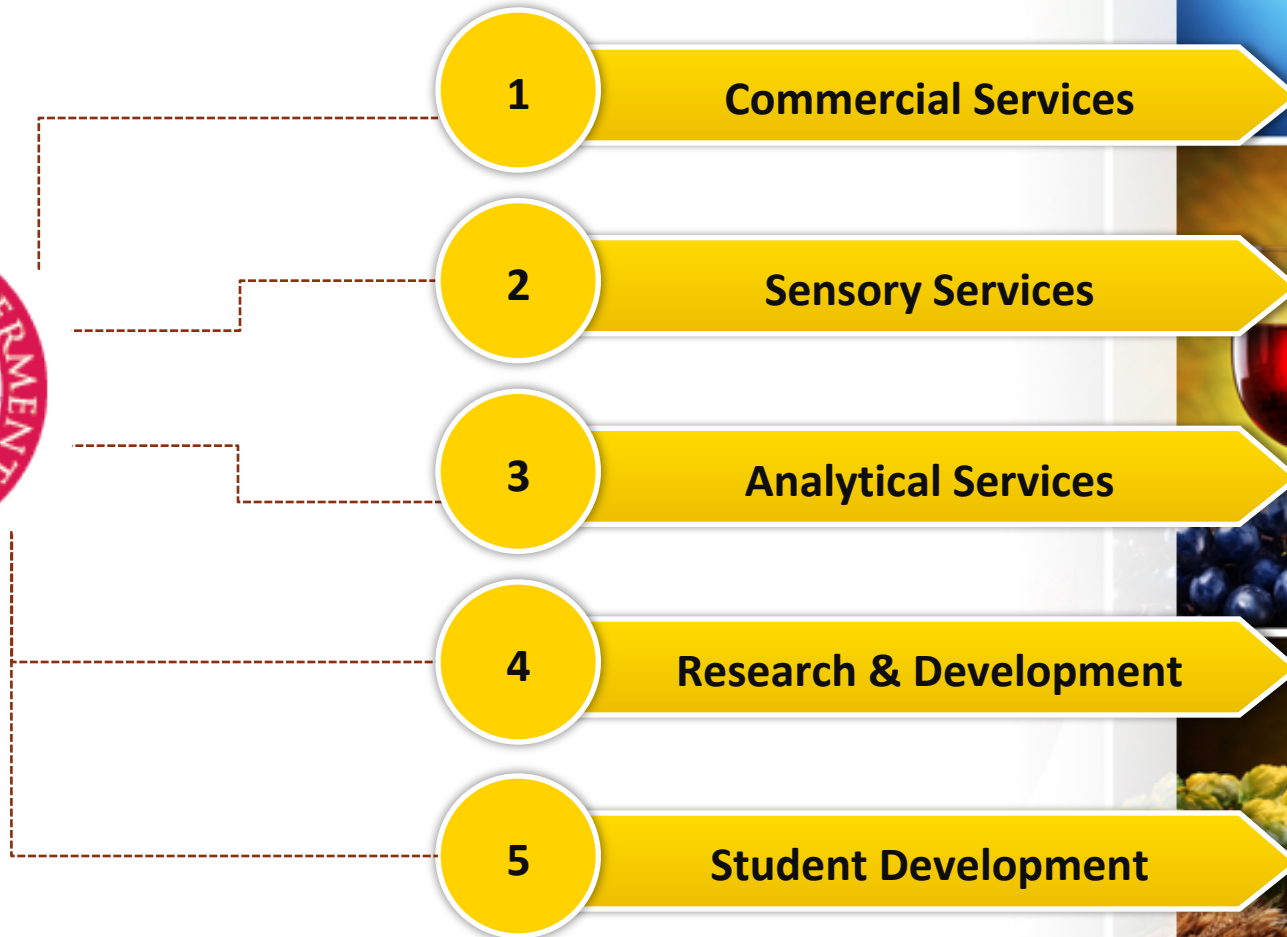 1
Commercial Services
2
Sensory Services
3
Analytical Services
4
Research & Development
5
Student Development